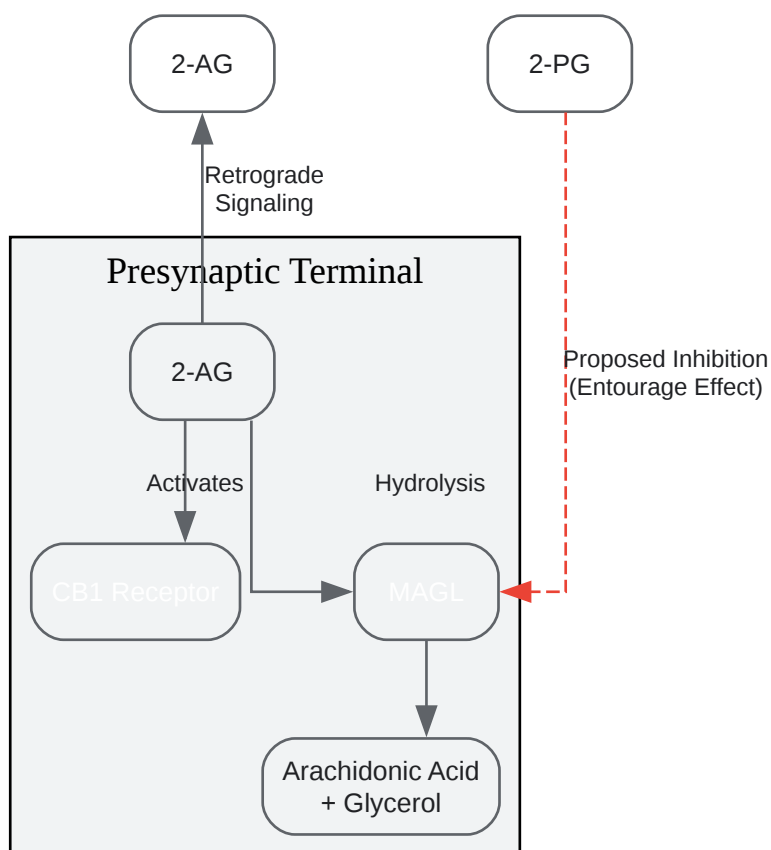 2-AG
2-PG
Retrograde
Signaling
Presynaptic Terminal
2-AG
Proposed Inhibition
(Entourage Effect)
Activates
Hydrolysis
CB1 Receptor
MAGL
Arachidonic Acid
+ Glycerol